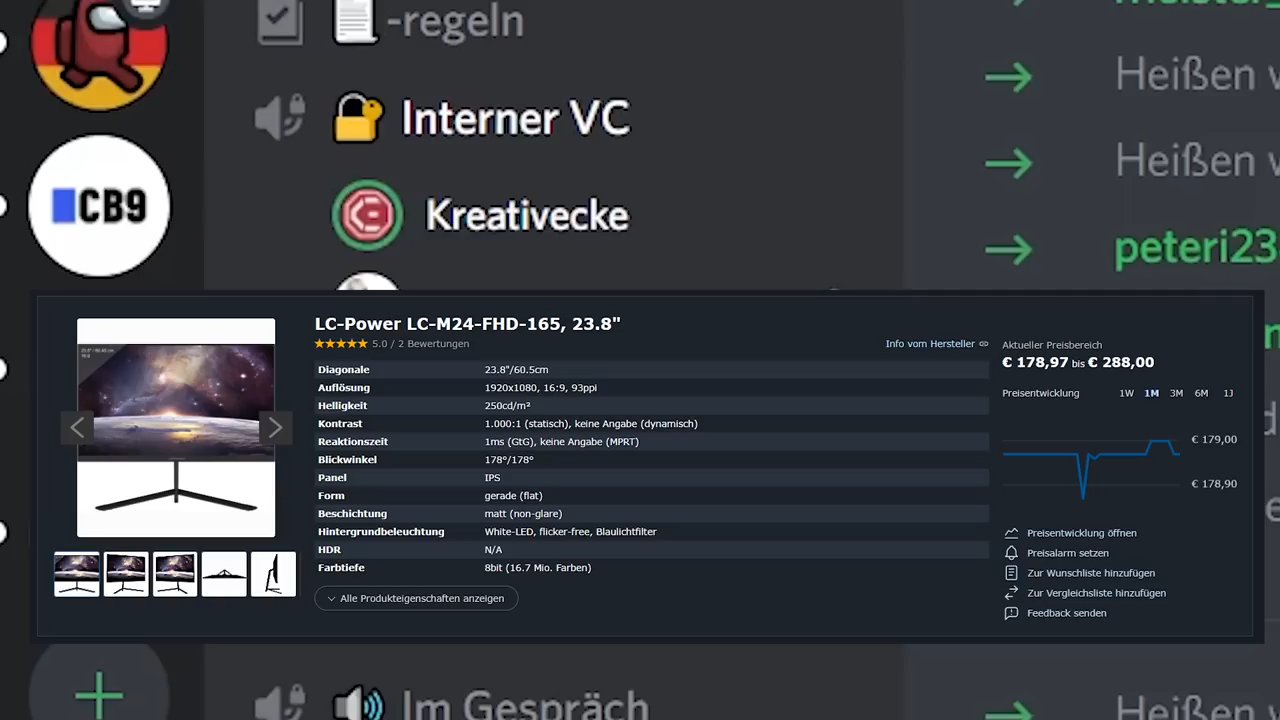 -regeln
Heißen
Interner VC
Heißen
CB9
Kreativecke
peteri23
LC-Power LC-M24-FHD-165, 23.8"
5.0 / 2 Bewertungen
Info vom Hersteller
Diagonale 23.8"/60.5cm
Auflösung 1920x1080, 16:9, 93ppi
Helligkeit 250cd/m²
Kontrast 1.000:1 (statisch), keine Angabe (dynamisch)
Reaktionszeit 1ms (GtG), keine Angabe (MPRT)
Blickwinkel 178°/178°
Panel IPS
Form gerade (flat)
Beschichtung matt (non-glare)
Hintergrundbeleuchtung White-LED, flicker-free, Blaulichtfilter
HDR N/A
Farbtiefe 8bit (16.7 Mio. Farben)
Alle Produkteigenschaften anzeigen
Aktueller Preisbereich
€ 178,97 bis € 288,00
Preisentwicklung 1W 1M 3M 6M 1J
€ 179,00
€ 178,90
Preisentwicklung öffnen
Preisalarm setzen
Zur Wunschliste hinzufügen
Zur Vergleichsliste hinzufügen
Feedback senden
Im Gespräch
Heißen